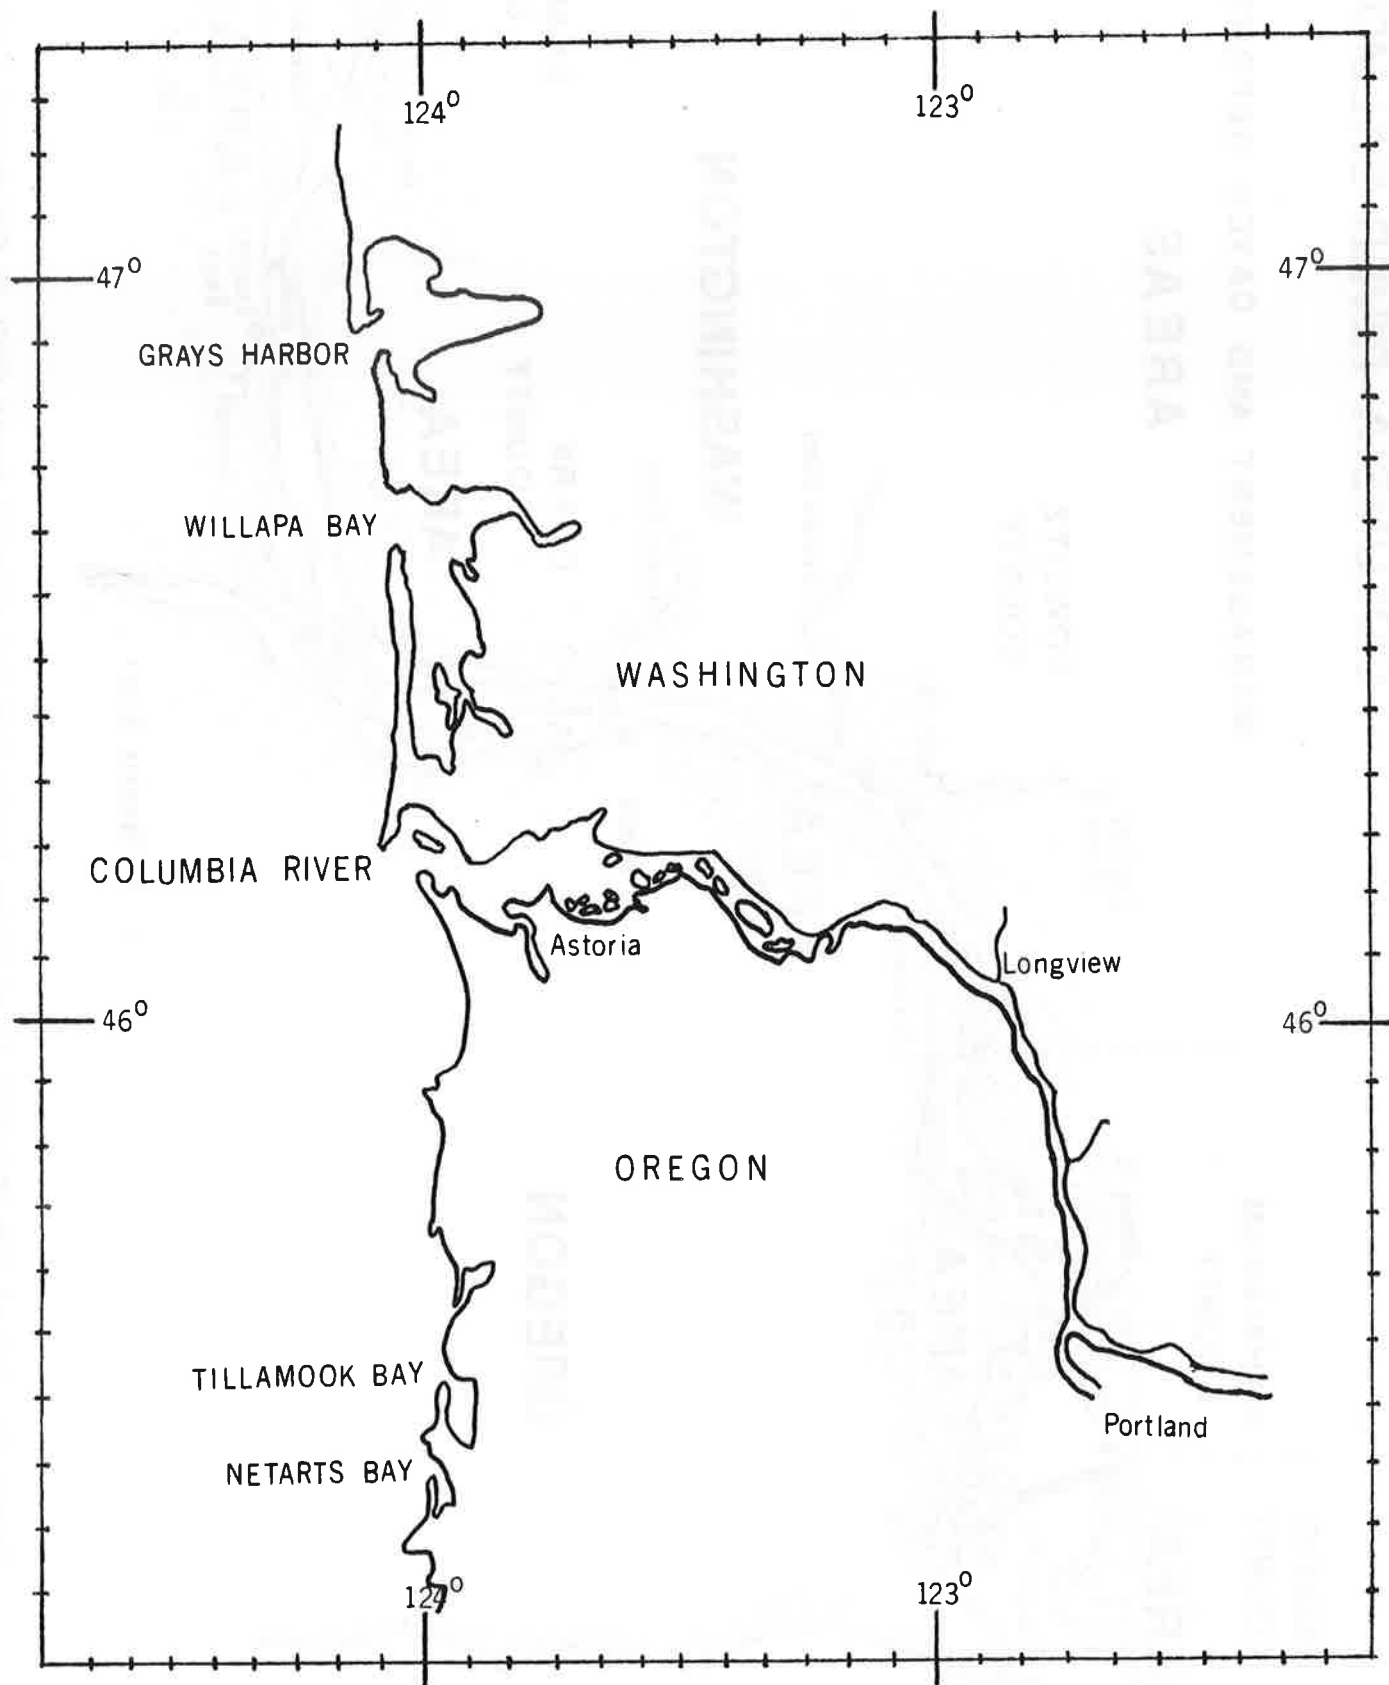 124°
123°
47°
47°
GRAYS HARBOR
WILLAPA BAY
WASHINGTON
COLUMBIA RIVER
Astoria
Longview
46°
46°
OREGON
TILLAMOOK BAY
Portland
NETARTS BAY
124°
123°